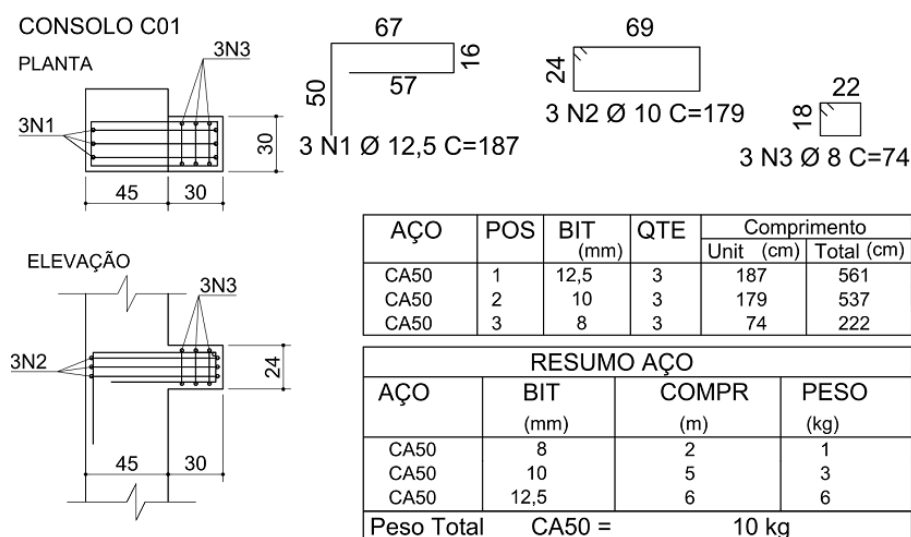 CONSOLO C01
PLANTA
3N3
3N1
30
45 30
67
16
50
57
3 N1 Ø 12,5 C=187
69
24
3 N2 Ø 10 C=179
22
18
3 N3 Ø 8 C=74
ELEVAÇÃO
3N3
3N2
24
45 30
AÇO POS BIT (mm) QTE Comprimento
Unit (cm) Total (cm)
CA50 1 12,5 3 187 561
CA50 2 10 3 179 537
CA50 3 8 3 74 222
RESUMO AÇO
AÇO BIT COMPR PESO
(mm) (m) (kg)
CA50 8 2 1
CA50 10 5 3
CA50 12,5 6 6
Peso Total CA50 = 10 kg